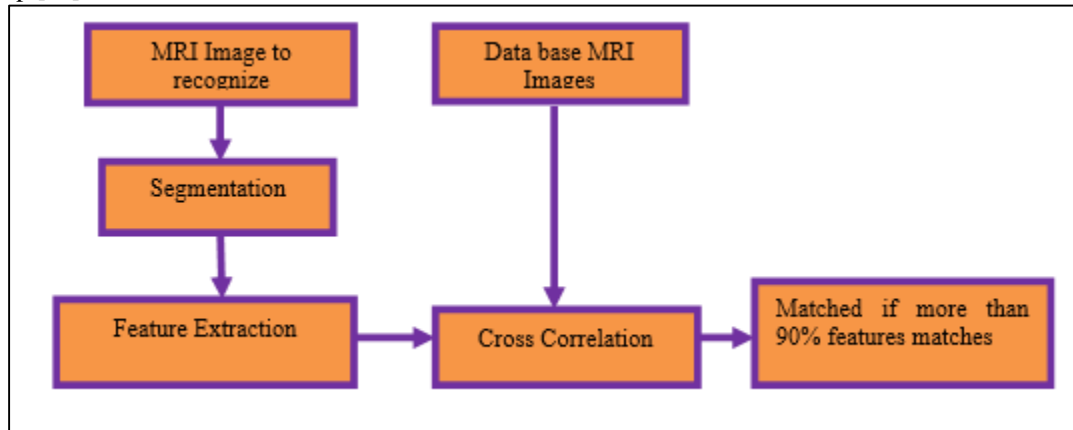 MRI Image to
recognize
Data base MRI
Images
Segmentation
Feature Extraction
Cross Correlation
Matched if more than
90% features matches